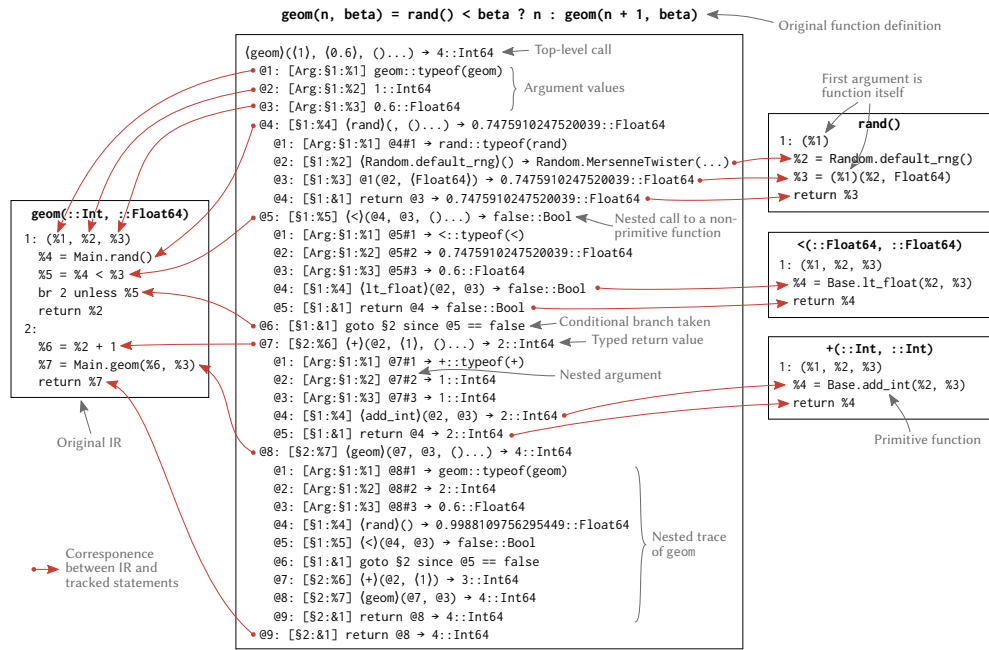 geom(n, beta) = rand() < beta ? n : geom(n + 1, beta)
Original function definition
⟨geom⟩(⟨1⟩, ⟨0.6⟩, ()...) → 4::Int64
Top-level call
@1: [Arg:§1:%1] geom::typeof(geom)
@2: [Arg:§1:%2] 1::Int64
@3: [Arg:§1:%3] 0.6::Float64
Argument values
@4: [§1:%4] ⟨rand⟩(, ()...) → 0.7475910247520039::Float64
@1: [Arg:§1:%1] @4#1 → rand::typeof(rand)
@2: [§1:%2] ⟨Random.default_rng⟩() → Random.MersenneTwister(...)
@3: [§1:%3] @1(@2, ⟨Float64⟩) → 0.7475910247520039::Float64
@4: [§1:&1] return @3 → 0.7475910247520039::Float64
@5: [§1:%5] ⟨<⟩(@4, @3, ()...) → false::Bool
Nested call to a non-
primitive function
@1: [Arg:§1:%1] @5#1 → <::typeof(<)
@2: [Arg:§1:%2] @5#2 → 0.7475910247520039::Float64
@3: [Arg:§1:%3] @5#3 → 0.6::Float64
@4: [§1:%4] ⟨lt_float⟩(@2, @3) → false::Bool
@5: [§1:&1] return @4 → false::Bool
@6: [§1:&1] goto §2 since @5 == false
Conditional branch taken
@7: [§2:%6] ⟨+⟩(@2, ⟨1⟩, ()...) → 2::Int64
Typed return value
@1: [Arg:§1:%1] @7#1 → +::typeof(+)
@2: [Arg:§1:%2] @7#2 → 1::Int64
Nested argument
@3: [Arg:§1:%3] @7#3 → 1::Int64
@4: [§1:%4] ⟨add_int⟩(@2, @3) → 2::Int64
@5: [§1:&1] return @4 → 2::Int64
@8: [§2:%7] ⟨geom⟩(@7, @3, ()...) → 4::Int64
@1: [Arg:§1:%1] @8#1 → geom::typeof(geom)
@2: [Arg:§1:%2] @8#2 → 2::Int64
@3: [Arg:§1:%3] @8#3 → 0.6::Float64
@4: [§1:%4] ⟨rand⟩() → 0.9988109756295449::Float64
@5: [§1:%5] ⟨<⟩(@4, @3) → false::Bool
@6: [§1:&1] goto §2 since @5 == false
@7: [§2:%6] ⟨+⟩(@2, ⟨1⟩) → 3::Int64
@8: [§2:%7] ⟨geom⟩(@7, @3) → 4::Int64
@9: [§2:&1] return @8 → 4::Int64
Nested trace
of geom
@9: [§2:&1] return @8 → 4::Int64
geom(::Int, ::Float64)
1: (%1, %2, %3)
%4 = Main.rand()
%5 = %4 < %3
br 2 unless %5
return %2
2:
%6 = %2 + 1
%7 = Main.geom(%6, %3)
return %7
Original IR
Corresponence
between IR and
tracked statements
First argument is
function itself
rand()
1: (%1)
%2 = Random.default_rng()
%3 = (%1)(%2, Float64)
return %3
<(::Float64, ::Float64)
1: (%1, %2, %3)
%4 = Base.lt_float(%2, %3)
return %4
+(::Int, ::Int)
1: (%1, %2, %3)
%4 = Base.add_int(%2, %3)
return %4
Primitive function